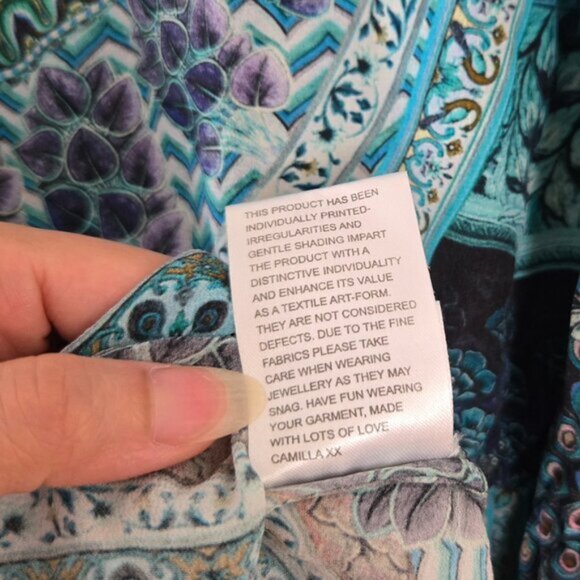 THIS PRODUCT HAS BEEN
INDIVIDUALLY PRINTED-
IRREGULARITIES AND
GENTLE SHADING IMPART
THE PRODUCT WITH A
DISTINCTIVE INDIVIDUALITY
AND ENHANCE ITS VALUE
AS A TEXTILE ART-FORM.
THEY ARE NOT CONSIDERED
DEFECTS. DUE TO THE FINE
FABRICS PLEASE TAKE
CARE WHEN WEARING
JEWELLERY AS THEY MAY
SNAG. HAVE FUN WEARING
YOUR GARMENT, MADE
WITH LOTS OF LOVE
CAMILLA XX